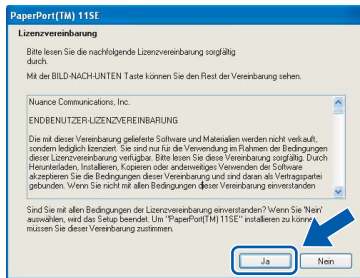 PaperPort(TM) 11SE
Lizenzvereinbarung
Bitte lesen Sie die nachfolgende Lizenzvereinbarung sorgfältig
durch.
Mit der BILD-NACH-UNTEN Taste können Sie den Rest der Vereinbarung sehen.
Nuance Communications, Inc.
ENDBENUTZER-LIZENZVEREINBARUNG
Die mit dieser Vereinbarung gelieferte Software und Materialien werden nicht verkauft,
sondern lediglich lizenziert. Sie sind nur für die Verwendung im Rahmen der Bedingungen
dieser Lizenzvereinbarung verfügbar. Bitte lesen Sie diese Vereinbarung sorgfältig. Durch
Herunterladen, Installieren, Kopieren oder anderweitiges Verwenden der Software
akzeptieren Sie die Bedingungen dieser Vereinbarung und sind daran als Vertragspartei
gebunden. Wenn Sie nicht mit allen Bedingungen dieser Vereinbarung einverstanden
Sind Sie mit allen Bedingungen der Lizenzvereinbarung einverstanden? Wenn Sie 'Nein'
auswählen, wird das Setup beendet. Um "PaperPort(TM) 11SE" installieren zu können
müssen Sie dieser Vereinbarung zustimmen.
Ja
Nein